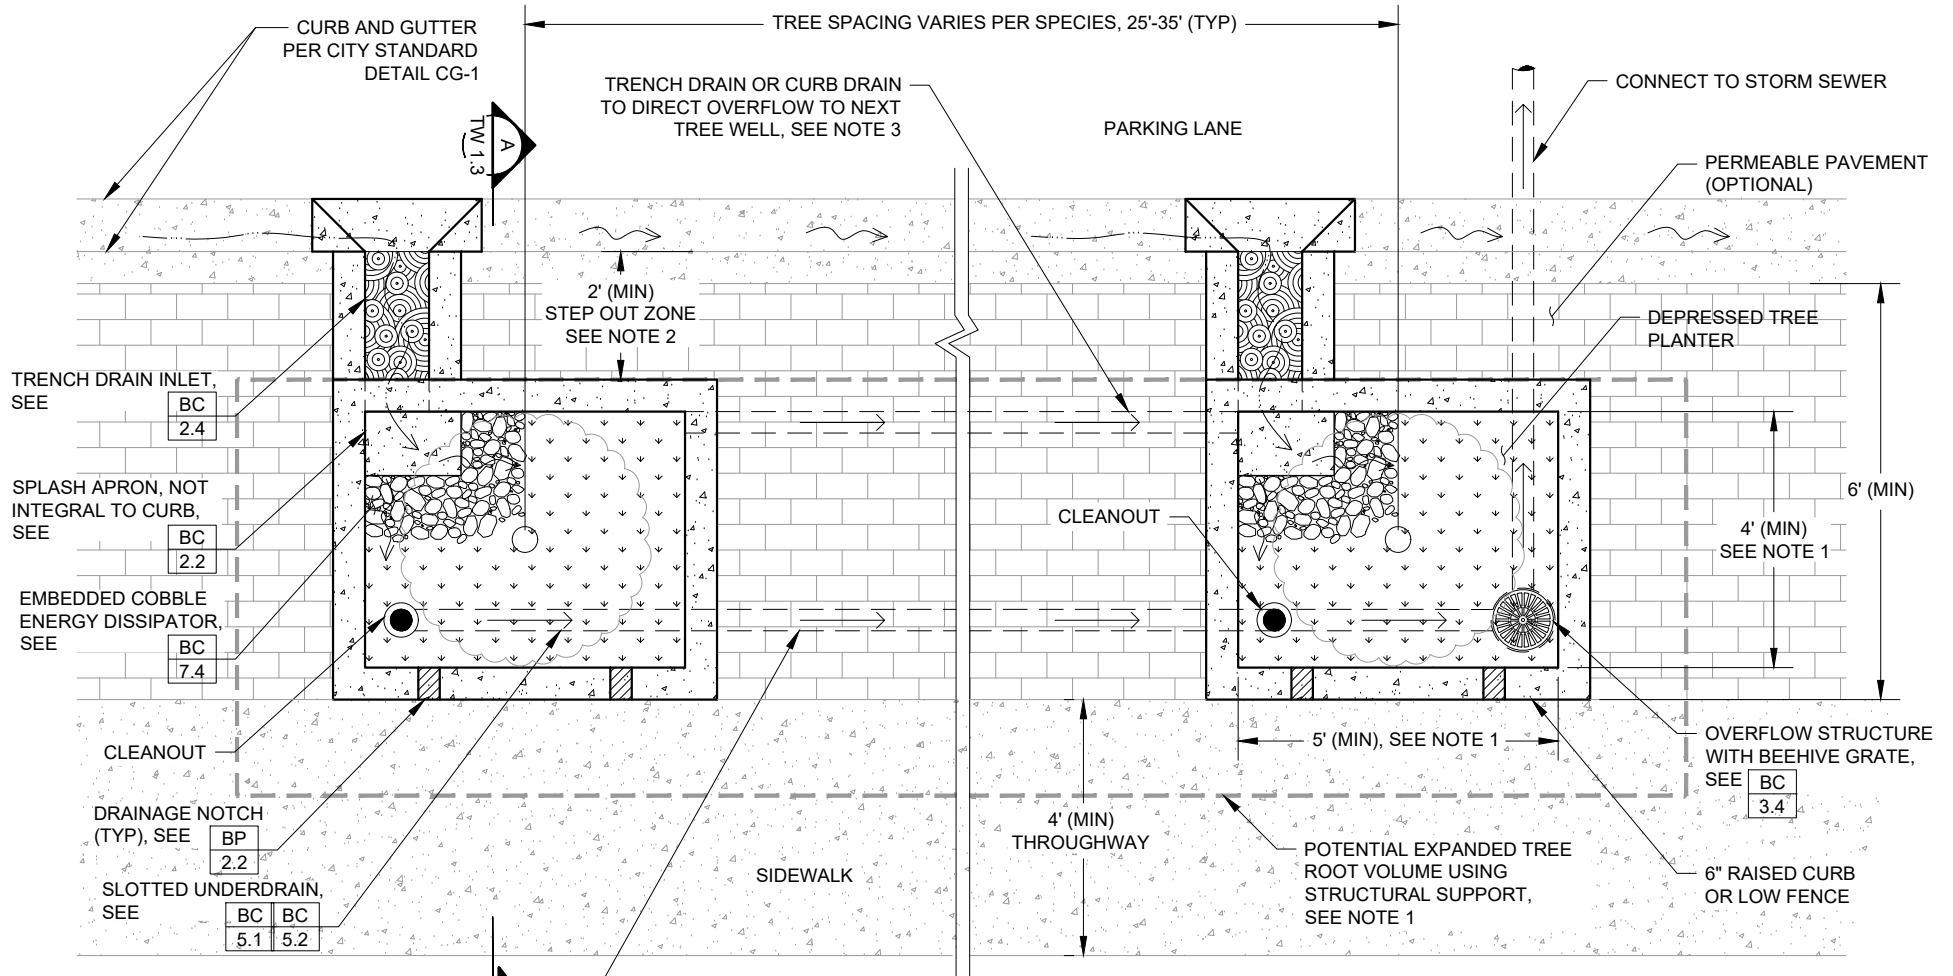 CURB AND GUTTER
PER CITY STANDARD
DETAIL CG-1
TREE SPACING VARIES PER SPECIES, 25'-35' (TYP)
TRENCH DRAIN OR CURB DRAIN
TO DIRECT OVERFLOW TO NEXT
TREE WELL, SEE NOTE 3
PARKING LANE
CONNECT TO STORM SEWER
PERMEABLE PAVEMENT
(OPTIONAL)
A
TW 1.3
2' (MIN)
STEP OUT ZONE
SEE NOTE 2
DEPRESSED TREE
PLANTER
TRENCH DRAIN INLET,
SEE
BC
2.4
SPLASH APRON, NOT
INTEGRAL TO CURB,
SEE
BC
2.2
EMBEDDED COBBLE
ENERGY DISSIPATOR,
SEE
BC
7.4
CLEANOUT
6' (MIN)
4' (MIN)
SEE NOTE 1
CLEANOUT
5' (MIN), SEE NOTE 1
OVERFLOW STRUCTURE
WITH BEEHIVE GRATE,
SEE
BC
3.4
DRAINAGE NOTCH
(TYP), SEE
BP
2.2
SLOTTED UNDERDRAIN,
SEE
BC BC
5.1 5.2
SIDEWALK
4' (MIN)
THROUGHWAY
POTENTIAL EXPANDED TREE
ROOT VOLUME USING
STRUCTURAL SUPPORT,
SEE NOTE 1
6" RAISED CURB
OR LOW FENCE